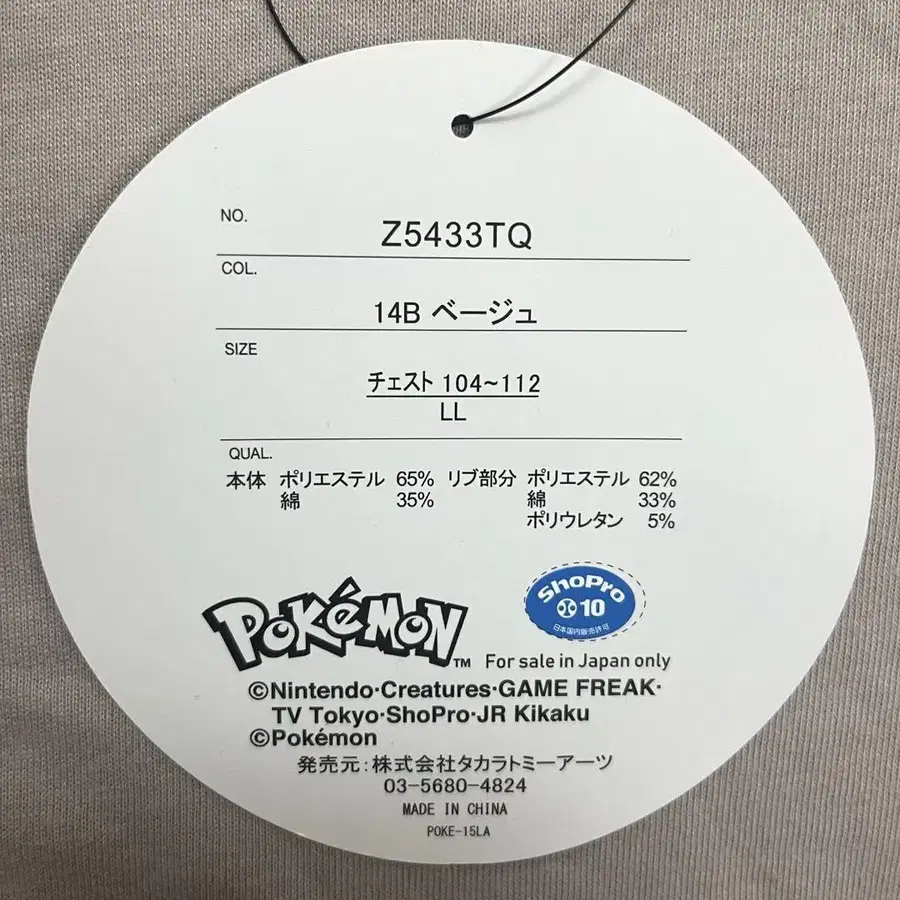 NO.
Z5433TQ
COL.
14B ベージュ
SIZE
チェスト 104~112
LL
QUAL.
本体 ポリエステル 65% リブ部分 ポリエステル 62%
綿 35% 綿 33%
ポリウレタン 5%
ShoPro
10
日本国内販売許可
POKéMON™ For sale in Japan only
©Nintendo·Creatures·GAME FREAK·
TV Tokyo·ShoPro·JR Kikaku
©Pokémon
発売元:株式会社タカラトミーアーツ
03-5680-4824
MADE IN CHINA
POKE-15LA